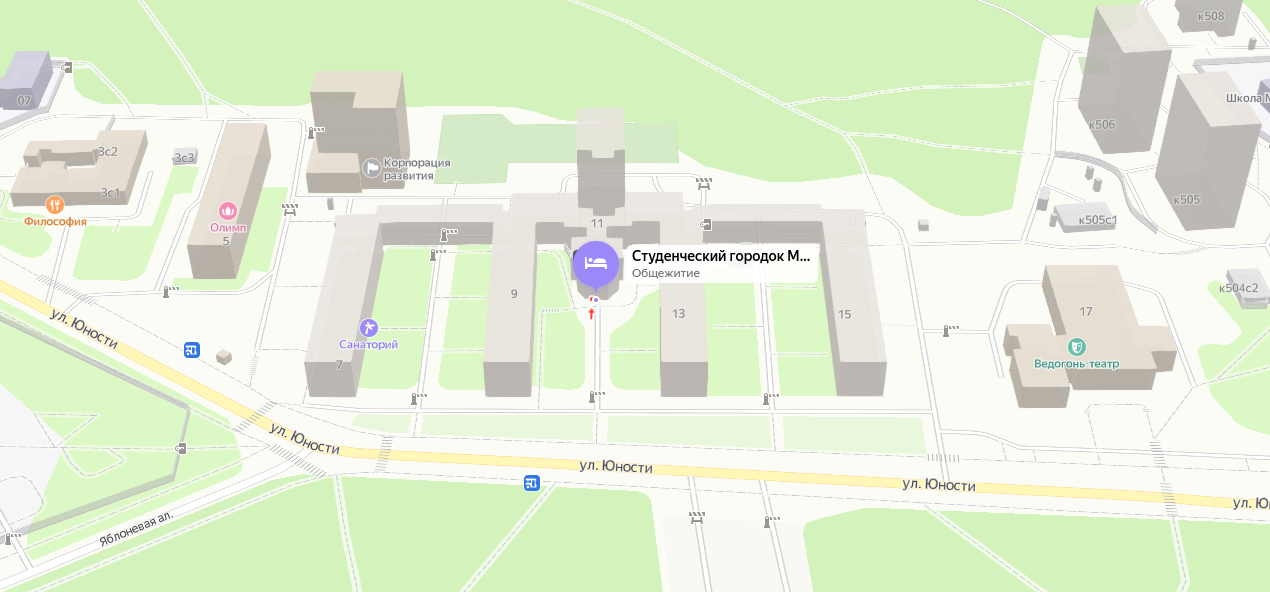 к508
07
Школа №
к506
3с2
3с3
Корпорация
развития
3с1
к505
Философия
Олимп
5
11
к505с1
Студенческий городок М...
Общежитие
9
к504с2
ул. Юности
13
15
17
Санаторий
7
Ведогонь-театр
ул. Юности
ул. Юности
ул. Юности
ул. Ю
Яблоневая ал.